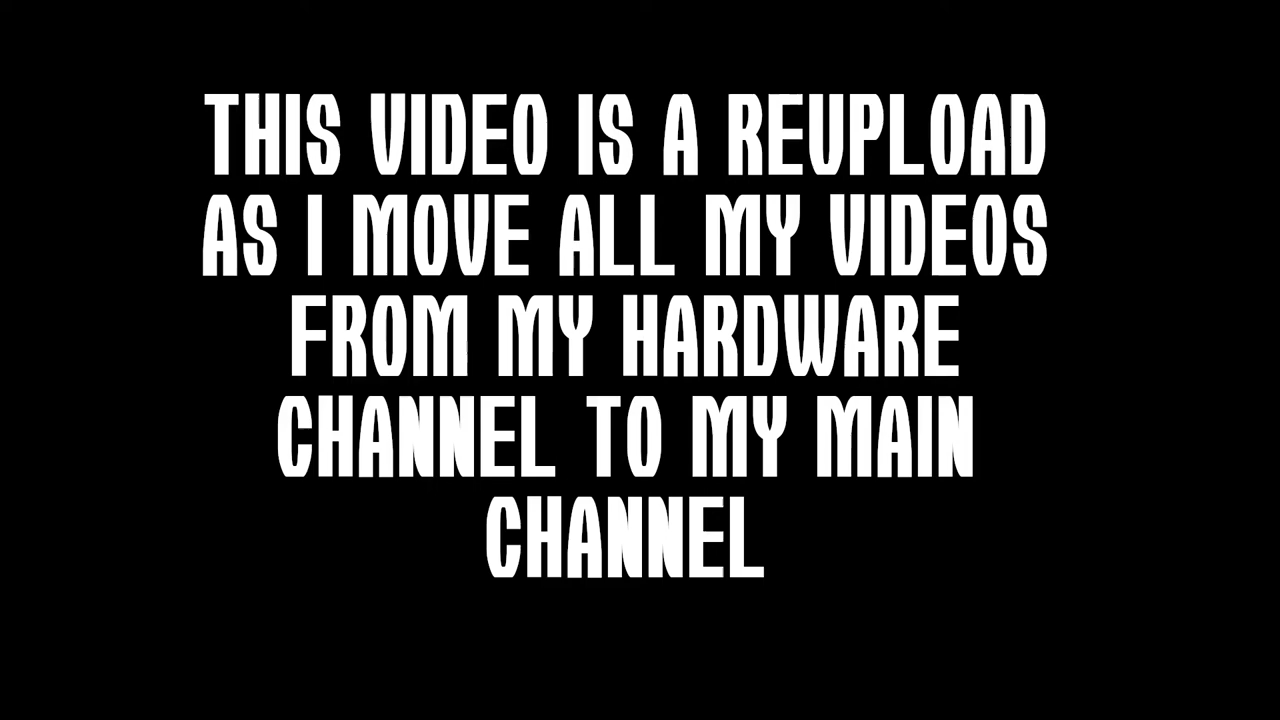 THIS VIDEO IS A REUPLOAD
AS I MOVE ALL MY VIDEOS
FROM MY HARDWARE
CHANNEL TO MY MAIN
CHANNEL